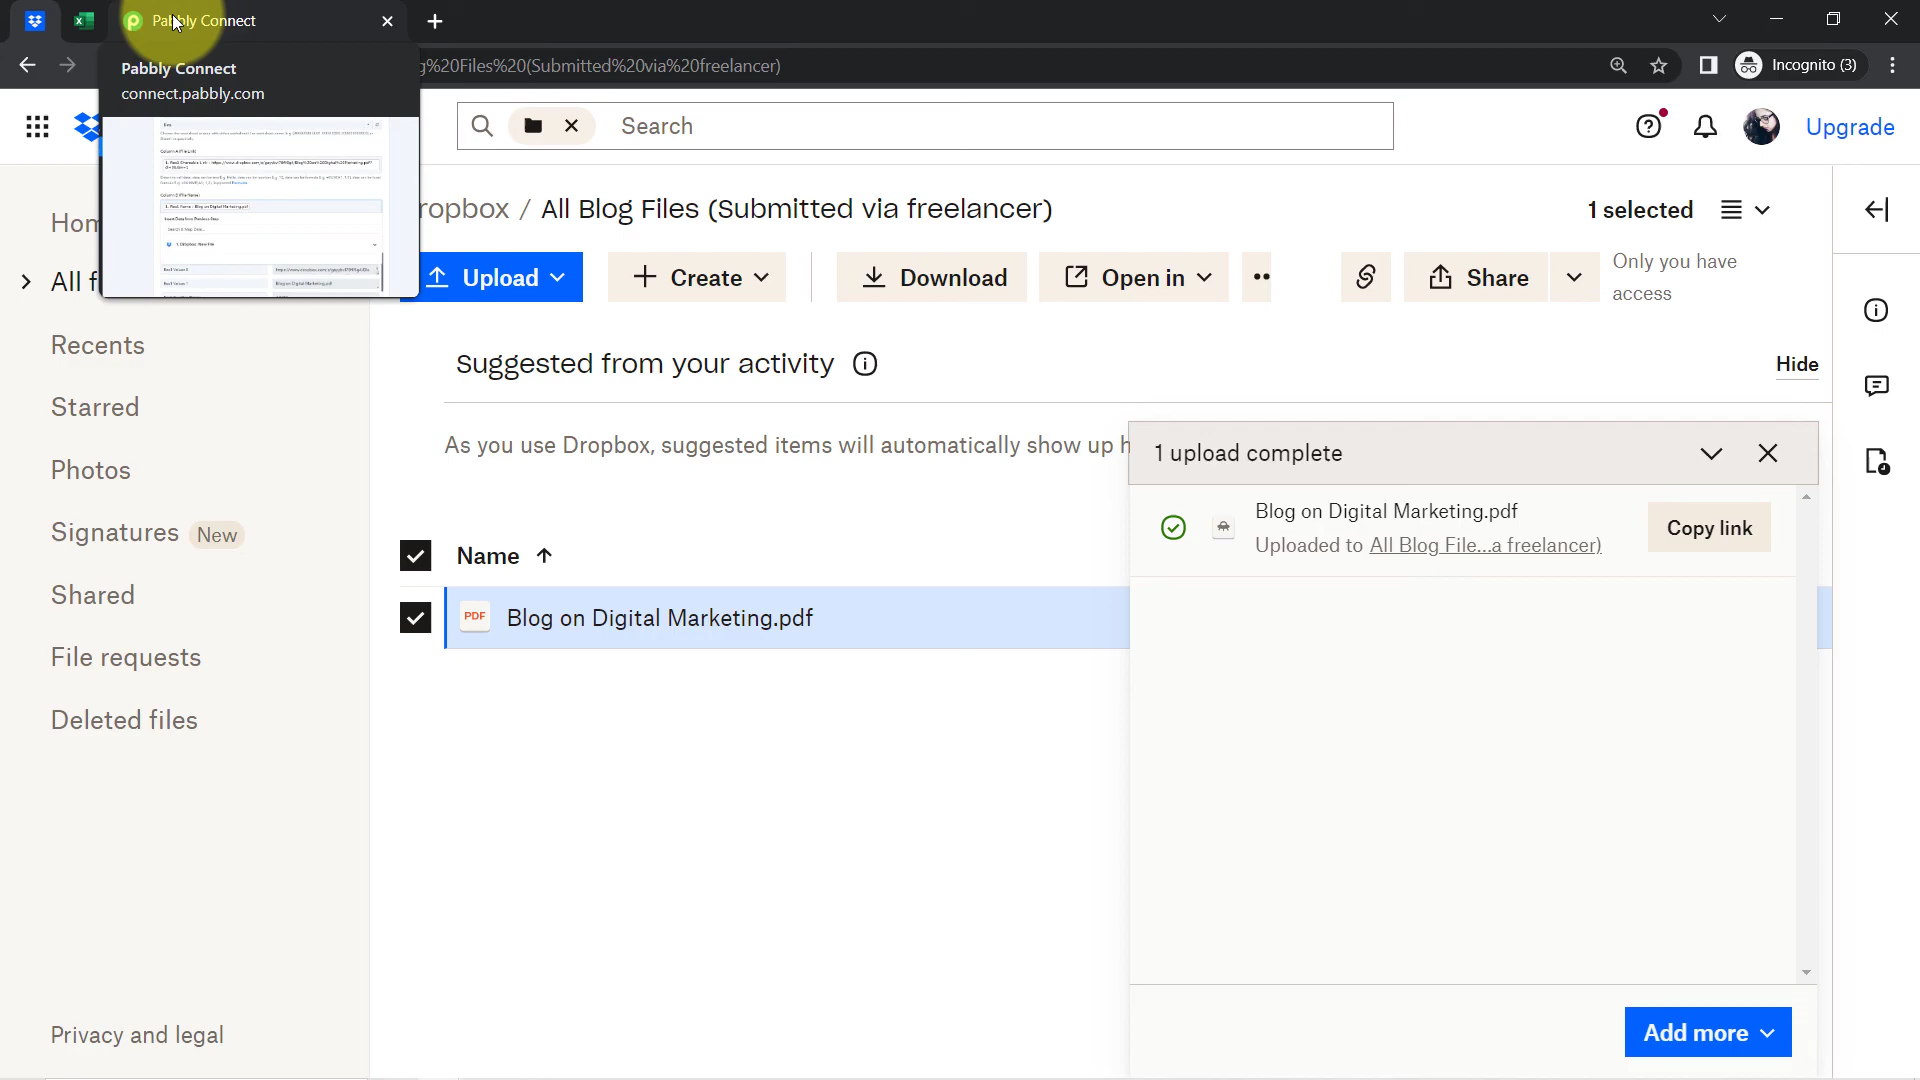 Pabbly Connect
Pabbly Connect
connect.pabbly.com
g%20Files%20(Submitted%20via%20freelancer)
Incognito (3)
Search
Upgrade
Hom
ropbox / All Blog Files (Submitted via freelancer)
1 selected
All f
Upload
Create
Download
Open in
Share
Only you have
access
Recents
Suggested from your activity
Hide
Starred
As you use Dropbox, suggested items will automatically show up h
1 upload complete
Photos
Blog on Digital Marketing.pdf
Uploaded to All Blog File...a freelancer)
Copy link
Signatures New
Name
Shared
PDF Blog on Digital Marketing.pdf
File requests
Deleted files
Privacy and legal
Add more